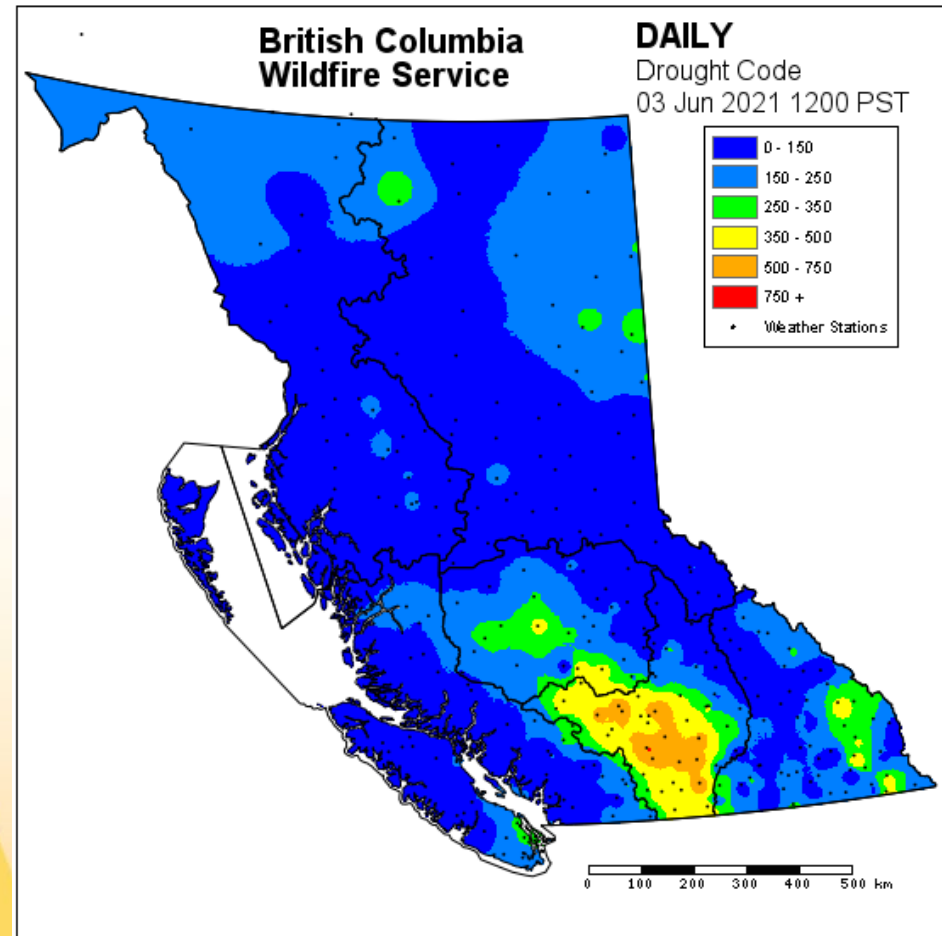 British Columbia
Wildfire Service
DAILY
Drought Code
03 Jun 2021 1200 PST
0 - 150
150 - 250
250 - 350
350 - 500
500 - 750
750 +
Weather Stations
0 100 200 300 400 500 km